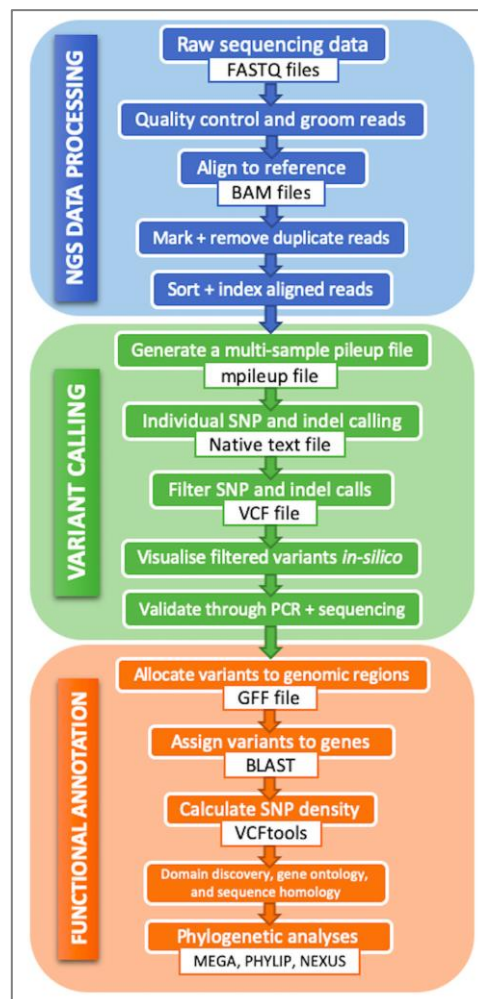 NGS DATA PROCESSING
Raw sequencing data
FASTQ files
Quality control and groom reads
Align to reference
BAM files
Mark + remove duplicate reads
Sort + index aligned reads
VARIANT CALLING
Generate a multi-sample pileup file
mpileup file
Individual SNP and indel calling
Native text file
Filter SNP and indel calls
VCF file
Visualise filtered variants in-silico
Validate through PCR + sequencing
FUNCTIONAL ANNOTATION
Allocate variants to genomic regions
GFF file
Assign variants to genes
BLAST
Calculate SNP density
VCFtools
Domain discovery, gene ontology,
and sequence homology
Phylogenetic analyses
MEGA, PHYLIP, NEXUS